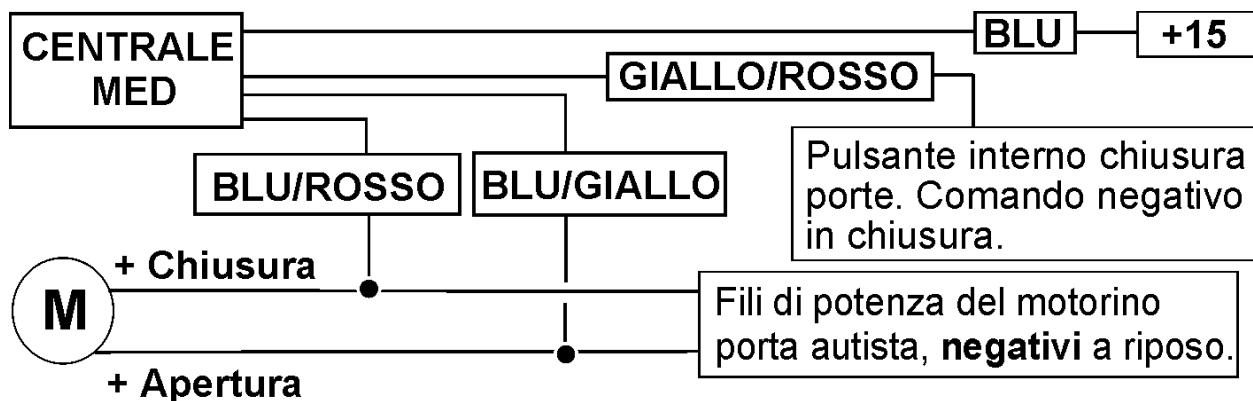 CENTRALE
MED
BLU
+15
GIALLO/ROSSO
BLU/ROSSO
BLU/GIALLO
Pulsante interno chiusura
porte. Comando negativo
in chiusura.
+ Chiusura
M
Fili di potenza del motorino
porta autista, negativi a riposo.
+ Apertura